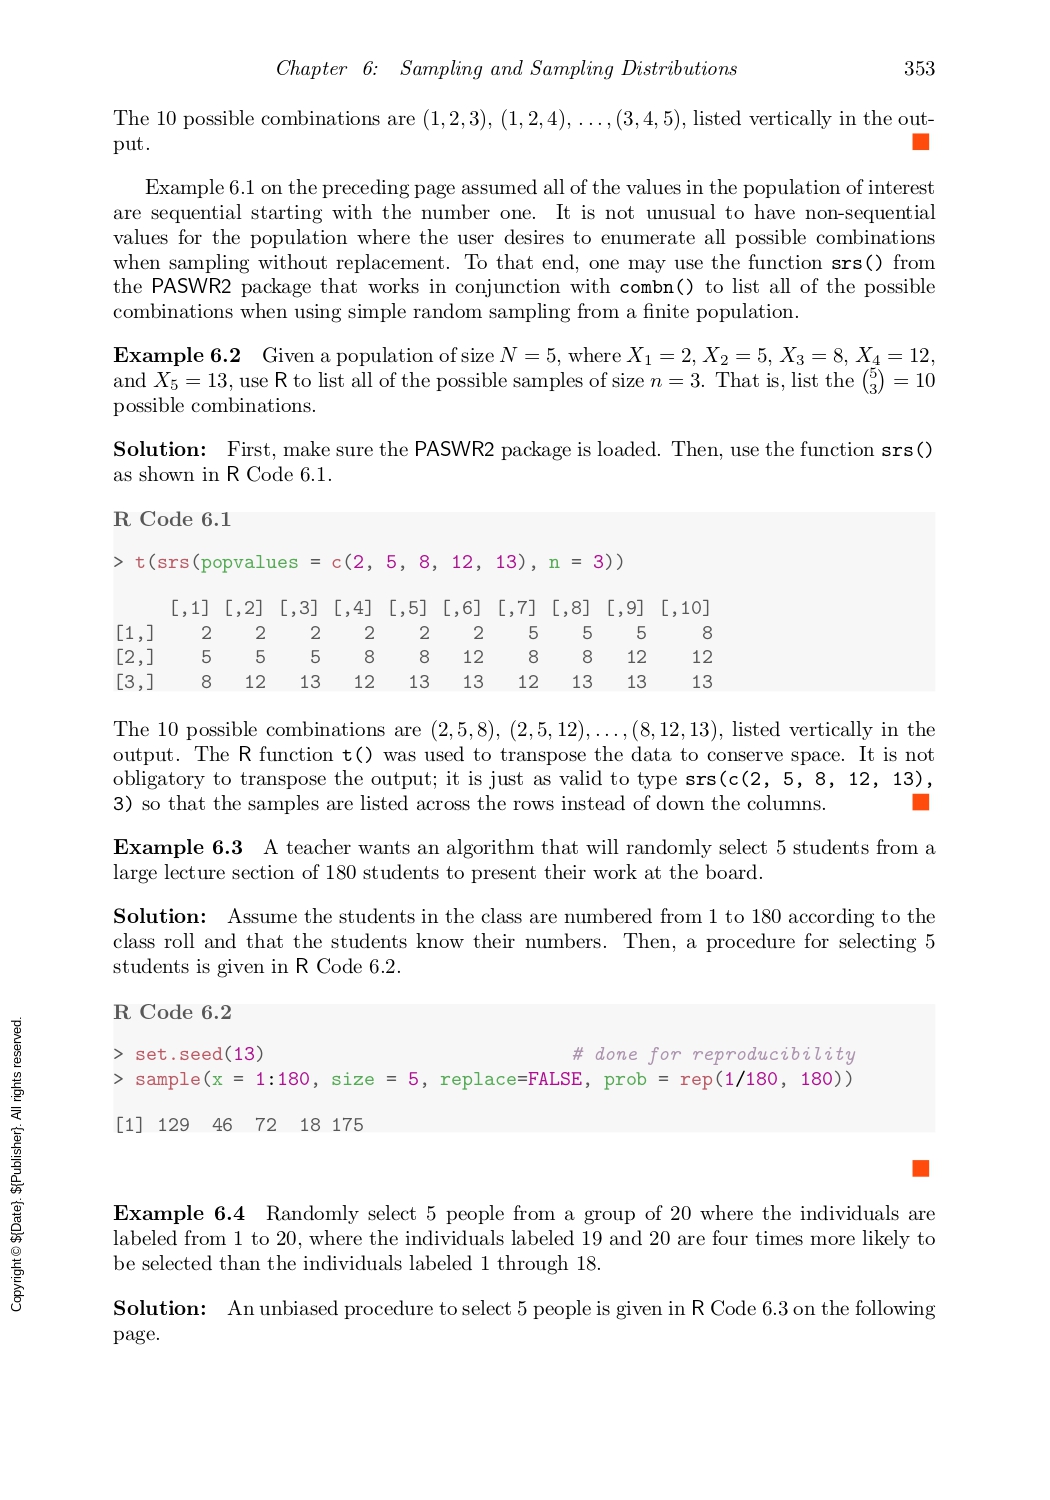 Chapter 6: Sampling and Sampling Distributions 353
The 10 possible combinations are (1, 2, 3), (1, 2, 4), . . . , (3, 4, 5), listed vertically in the out-
put.
Example 6.1 on the preceding page assumed all of the values in the population of interest
are sequential starting with the number one. It is not unusual to have non-sequential
values for the population where the user desires to enumerate all possible combinations
when sampling without replacement. To that end, one may use the function srs() from
the PASWR2 package that works in conjunction with combn() to list all of the possible
combinations when using simple random sampling from a finite population.
Example 6.2 Given a population of size N = 5, where X₁ = 2, X₂ = 5, X₃ = 8, X₄ = 12,
and X₅ = 13, use R to list all of the possible samples of size n = 3. That is, list the (5 3) = 10
possible combinations.
Solution: First, make sure the PASWR2 package is loaded. Then, use the function srs()
as shown in R Code 6.1.
R Code 6.1
> t(srs(popvalues = c(2, 5, 8, 12, 13), n = 3))
[,1] [,2] [,3] [,4] [,5] [,6] [,7] [,8] [,9] [,10]
[1,] 2 2 2 2 2 2 5 5 5 8
[2,] 5 5 5 8 8 12 8 8 12 12
[3,] 8 12 13 12 13 13 12 13 13 13
The 10 possible combinations are (2, 5, 8), (2, 5, 12), . . . , (8, 12, 13), listed vertically in the
output. The R function t() was used to transpose the data to conserve space. It is not
obligatory to transpose the output; it is just as valid to type srs(c(2, 5, 8, 12, 13),
3) so that the samples are listed across the rows instead of down the columns.
Example 6.3 A teacher wants an algorithm that will randomly select 5 students from a
large lecture section of 180 students to present their work at the board.
Solution: Assume the students in the class are numbered from 1 to 180 according to the
class roll and that the students know their numbers. Then, a procedure for selecting 5
students is given in R Code 6.2.
R Code 6.2
> set.seed(13) # done for reproducibility
> sample(x = 1:180, size = 5, replace=FALSE, prob = rep(1/180, 180))
[1] 129 46 72 18 175
Example 6.4 Randomly select 5 people from a group of 20 where the individuals are
labeled from 1 to 20, where the individuals labeled 19 and 20 are four times more likely to
be selected than the individuals labeled 1 through 18.
Solution: An unbiased procedure to select 5 people is given in R Code 6.3 on the following
page.
Copyright © ${Date}. ${Publisher}. All rights reserved.